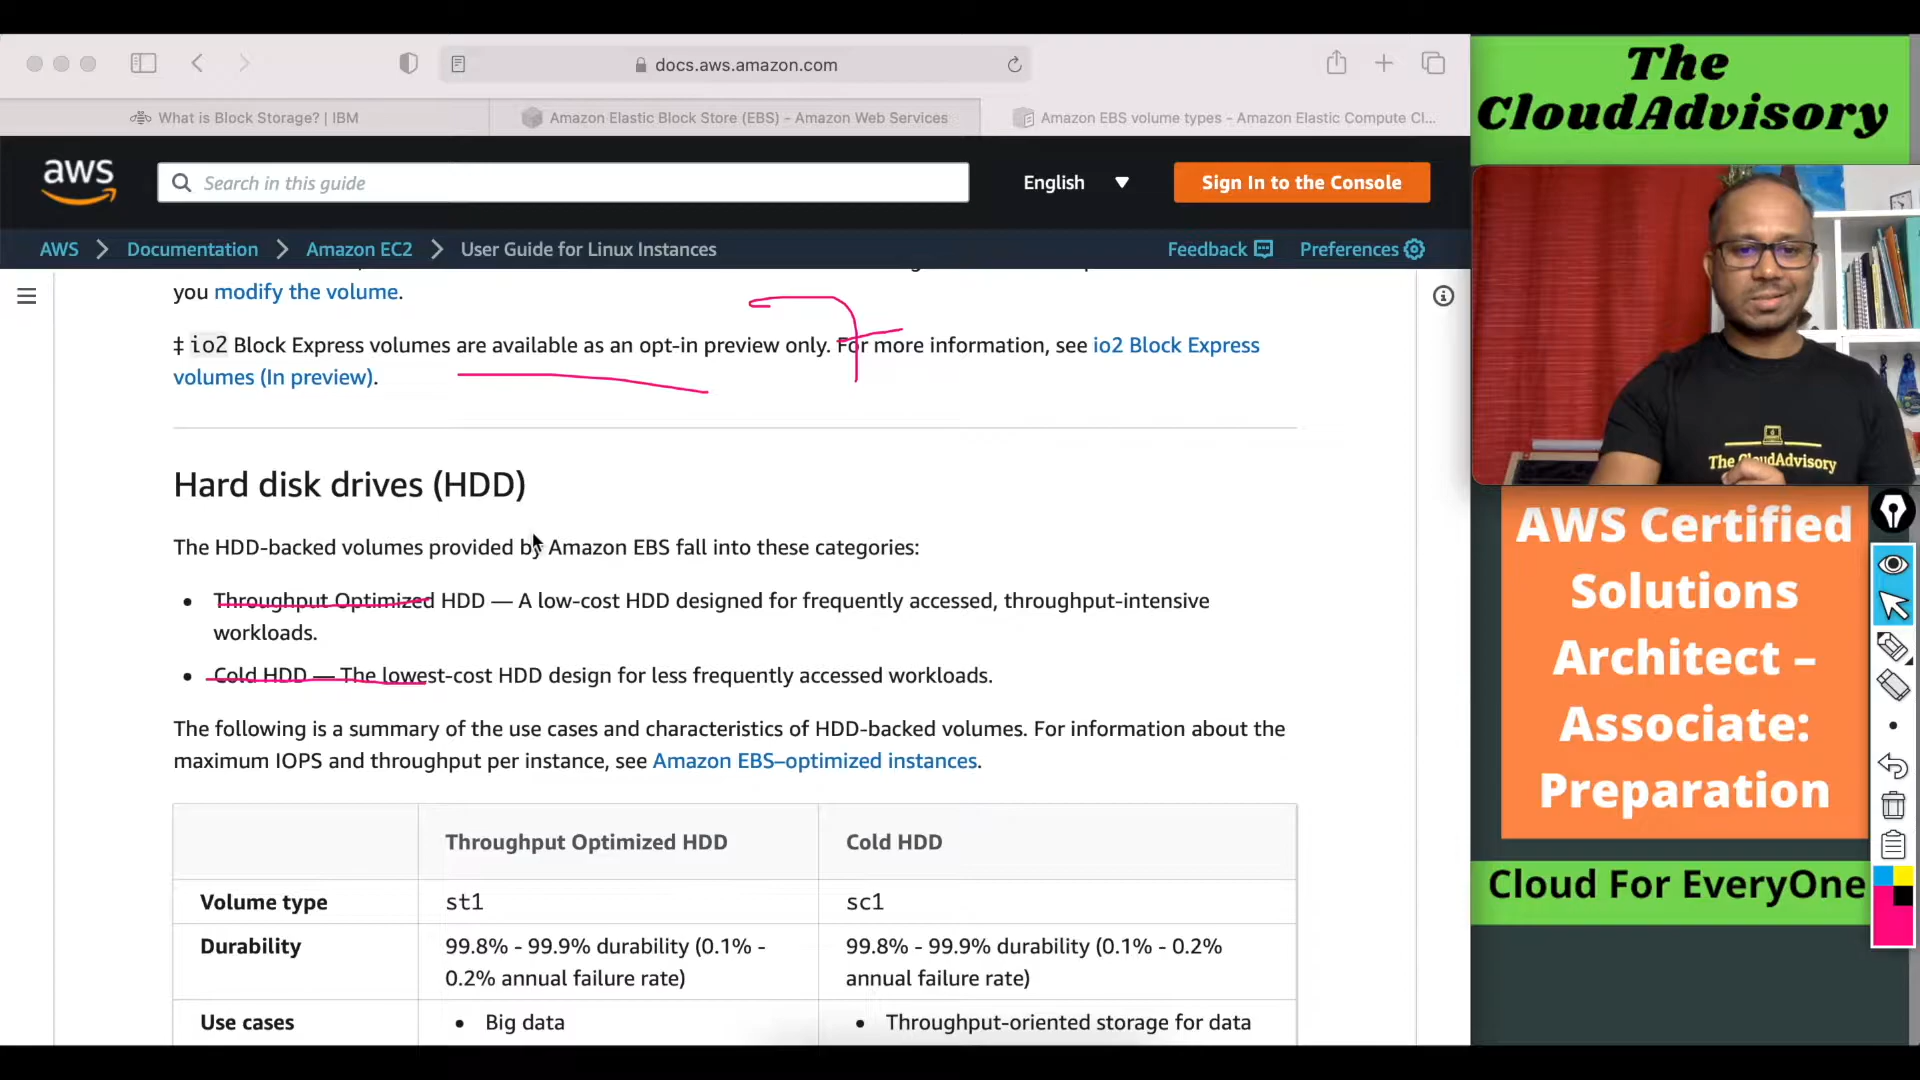 docs.aws.amazon.com
What is Block Storage? | IBM
Amazon Elastic Block Store (EBS) – Amazon Web Services
Amazon EBS volume types - Amazon Elastic Compute Cl...
aws
Search in this guide
English
Sign In to the Console
AWS
Documentation
Amazon EC2
User Guide for Linux Instances
Feedback
Preferences
you modify the volume.
‡ io2 Block Express volumes are available as an opt-in preview only. For more information, see io2 Block Express
volumes (In preview).
Hard disk drives (HDD)
The HDD-backed volumes provided by Amazon EBS fall into these categories:
• Throughput Optimized HDD — A low-cost HDD designed for frequently accessed, throughput-intensive
workloads.
• Cold HDD — The lowest-cost HDD design for less frequently accessed workloads.
The following is a summary of the use cases and characteristics of HDD-backed volumes. For information about the
maximum IOPS and throughput per instance, see Amazon EBS–optimized instances.
Throughput Optimized HDD
Cold HDD
Volume type
st1
sc1
Durability
99.8% - 99.9% durability (0.1% -
0.2% annual failure rate)
99.8% - 99.9% durability (0.1% - 0.2%
annual failure rate)
Use cases
• Big data
• Throughput-oriented storage for data
The
CloudAdvisory
The CloudAdvisory
AWS Certified
Solutions
Architect –
Associate:
Preparation
Cloud For EveryOne